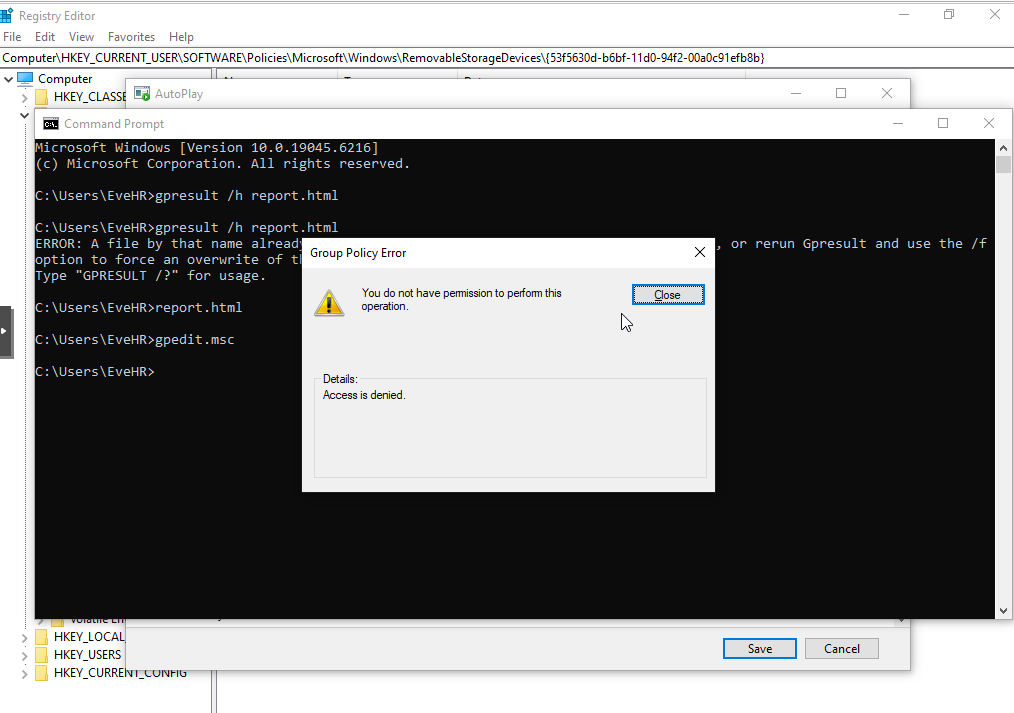 Registry Editor
File Edit View Favorites Help
Computer\HKEY_CURRENT_USER\SOFTWARE\Policies\Microsoft\Windows\RemovableStorageDevices\{53f5630d-b6bf-11d0-94f2-00a0c91efb8b}
Computer
HKEY_CLASSE
AutoPlay
Command Prompt
Microsoft Windows [Version 10.0.19045.6216]
(c) Microsoft Corporation. All rights reserved.
C:\Users\EveHR>gpresult /h report.html
C:\Users\EveHR>gpresult /h report.html
ERROR: A file by that name already , or rerun Gpresult and use the /f
option to force an overwrite of th
Type "GPRESULT /?" for usage.
C:\Users\EveHR>report.html
C:\Users\EveHR>gpedit.msc
C:\Users\EveHR>
Group Policy Error
You do not have permission to perform this
operation.
Close
Details:
Access is denied.
Volatile En
HKEY_LOCAL
HKEY_USERS
HKEY_CURRENT_CONFIG
Save Cancel